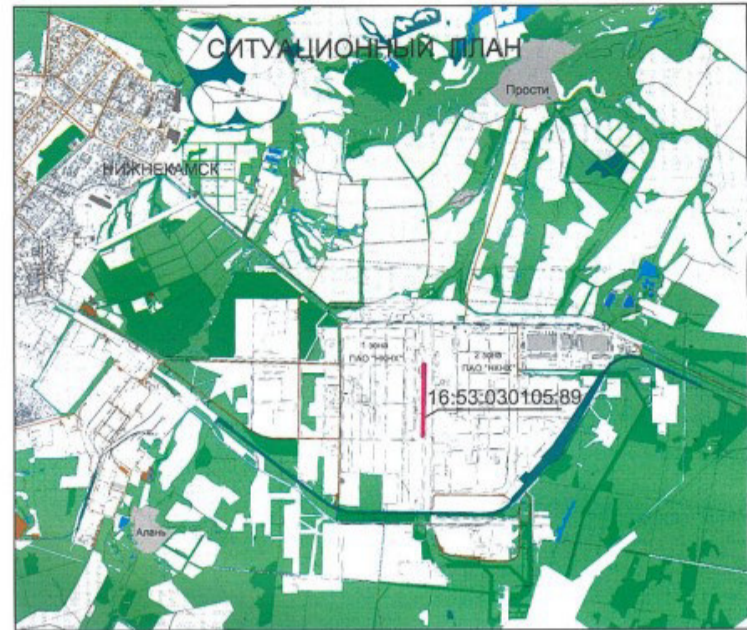 СИТУАЦИОННЫЙ ПЛАН
Прости
НИЖНЕКАМСК
1 зона
ПАО "НКНХ"
2 зона
ПАО "НКНХ"
16:53:030105:89
Алань